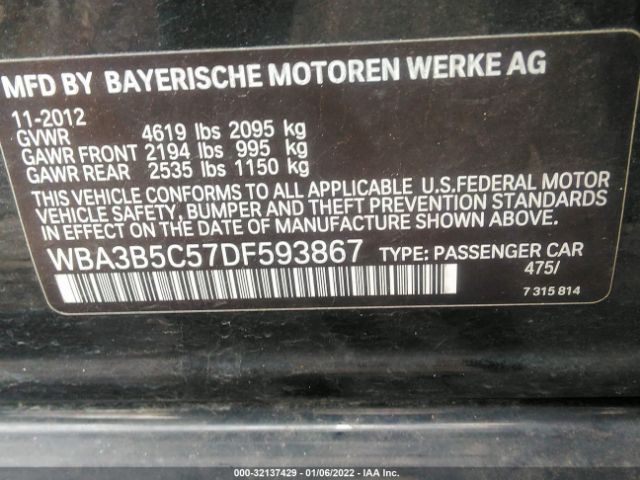 MFD BY BAYERISCHE MOTOREN WERKE AG
11-2012
GVWR 4619 lbs 2095 kg
GAWR FRONT 2194 lbs 995 kg
GAWR REAR 2535 lbs 1150 kg
THIS VEHICLE CONFORMS TO ALL APPLICABLE U.S.FEDERAL MOTOR
VEHICLE SAFETY, BUMPER AND THEFT PREVENTION STANDARDS
IN EFFECT ON THE DATE OF MANUFACTURE SHOWN ABOVE.
WBA3B5C57DF593867 TYPE: PASSENGER CAR
475/
7 315 814
000-32137429 - 01/06/2022 - IAA Inc.